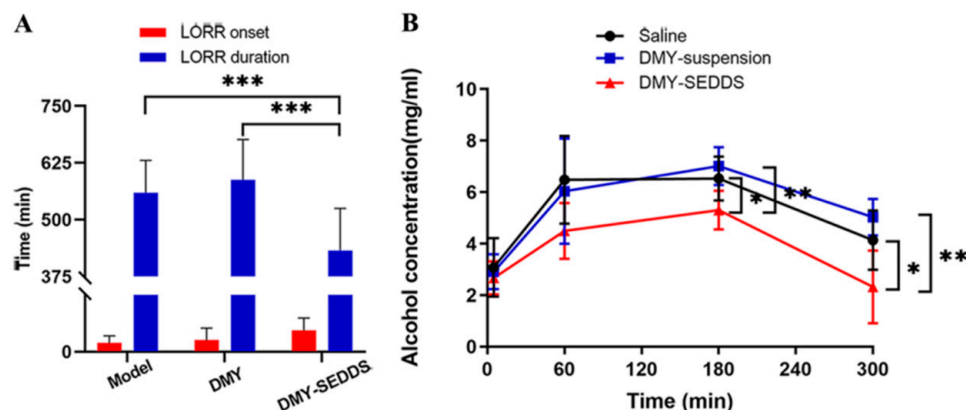 A
LORR onset
LORR duration
***
***
750
625
500
375
0
Time (min)
Model
DMY
DMY-SEDDS
B
Saline
DMY-suspension
DMY-SEDDS
10
8
6
4
2
0
Alcohol concentration(mg/ml)
*
**
*
**
0
60
120
180
240
300
Time (min)